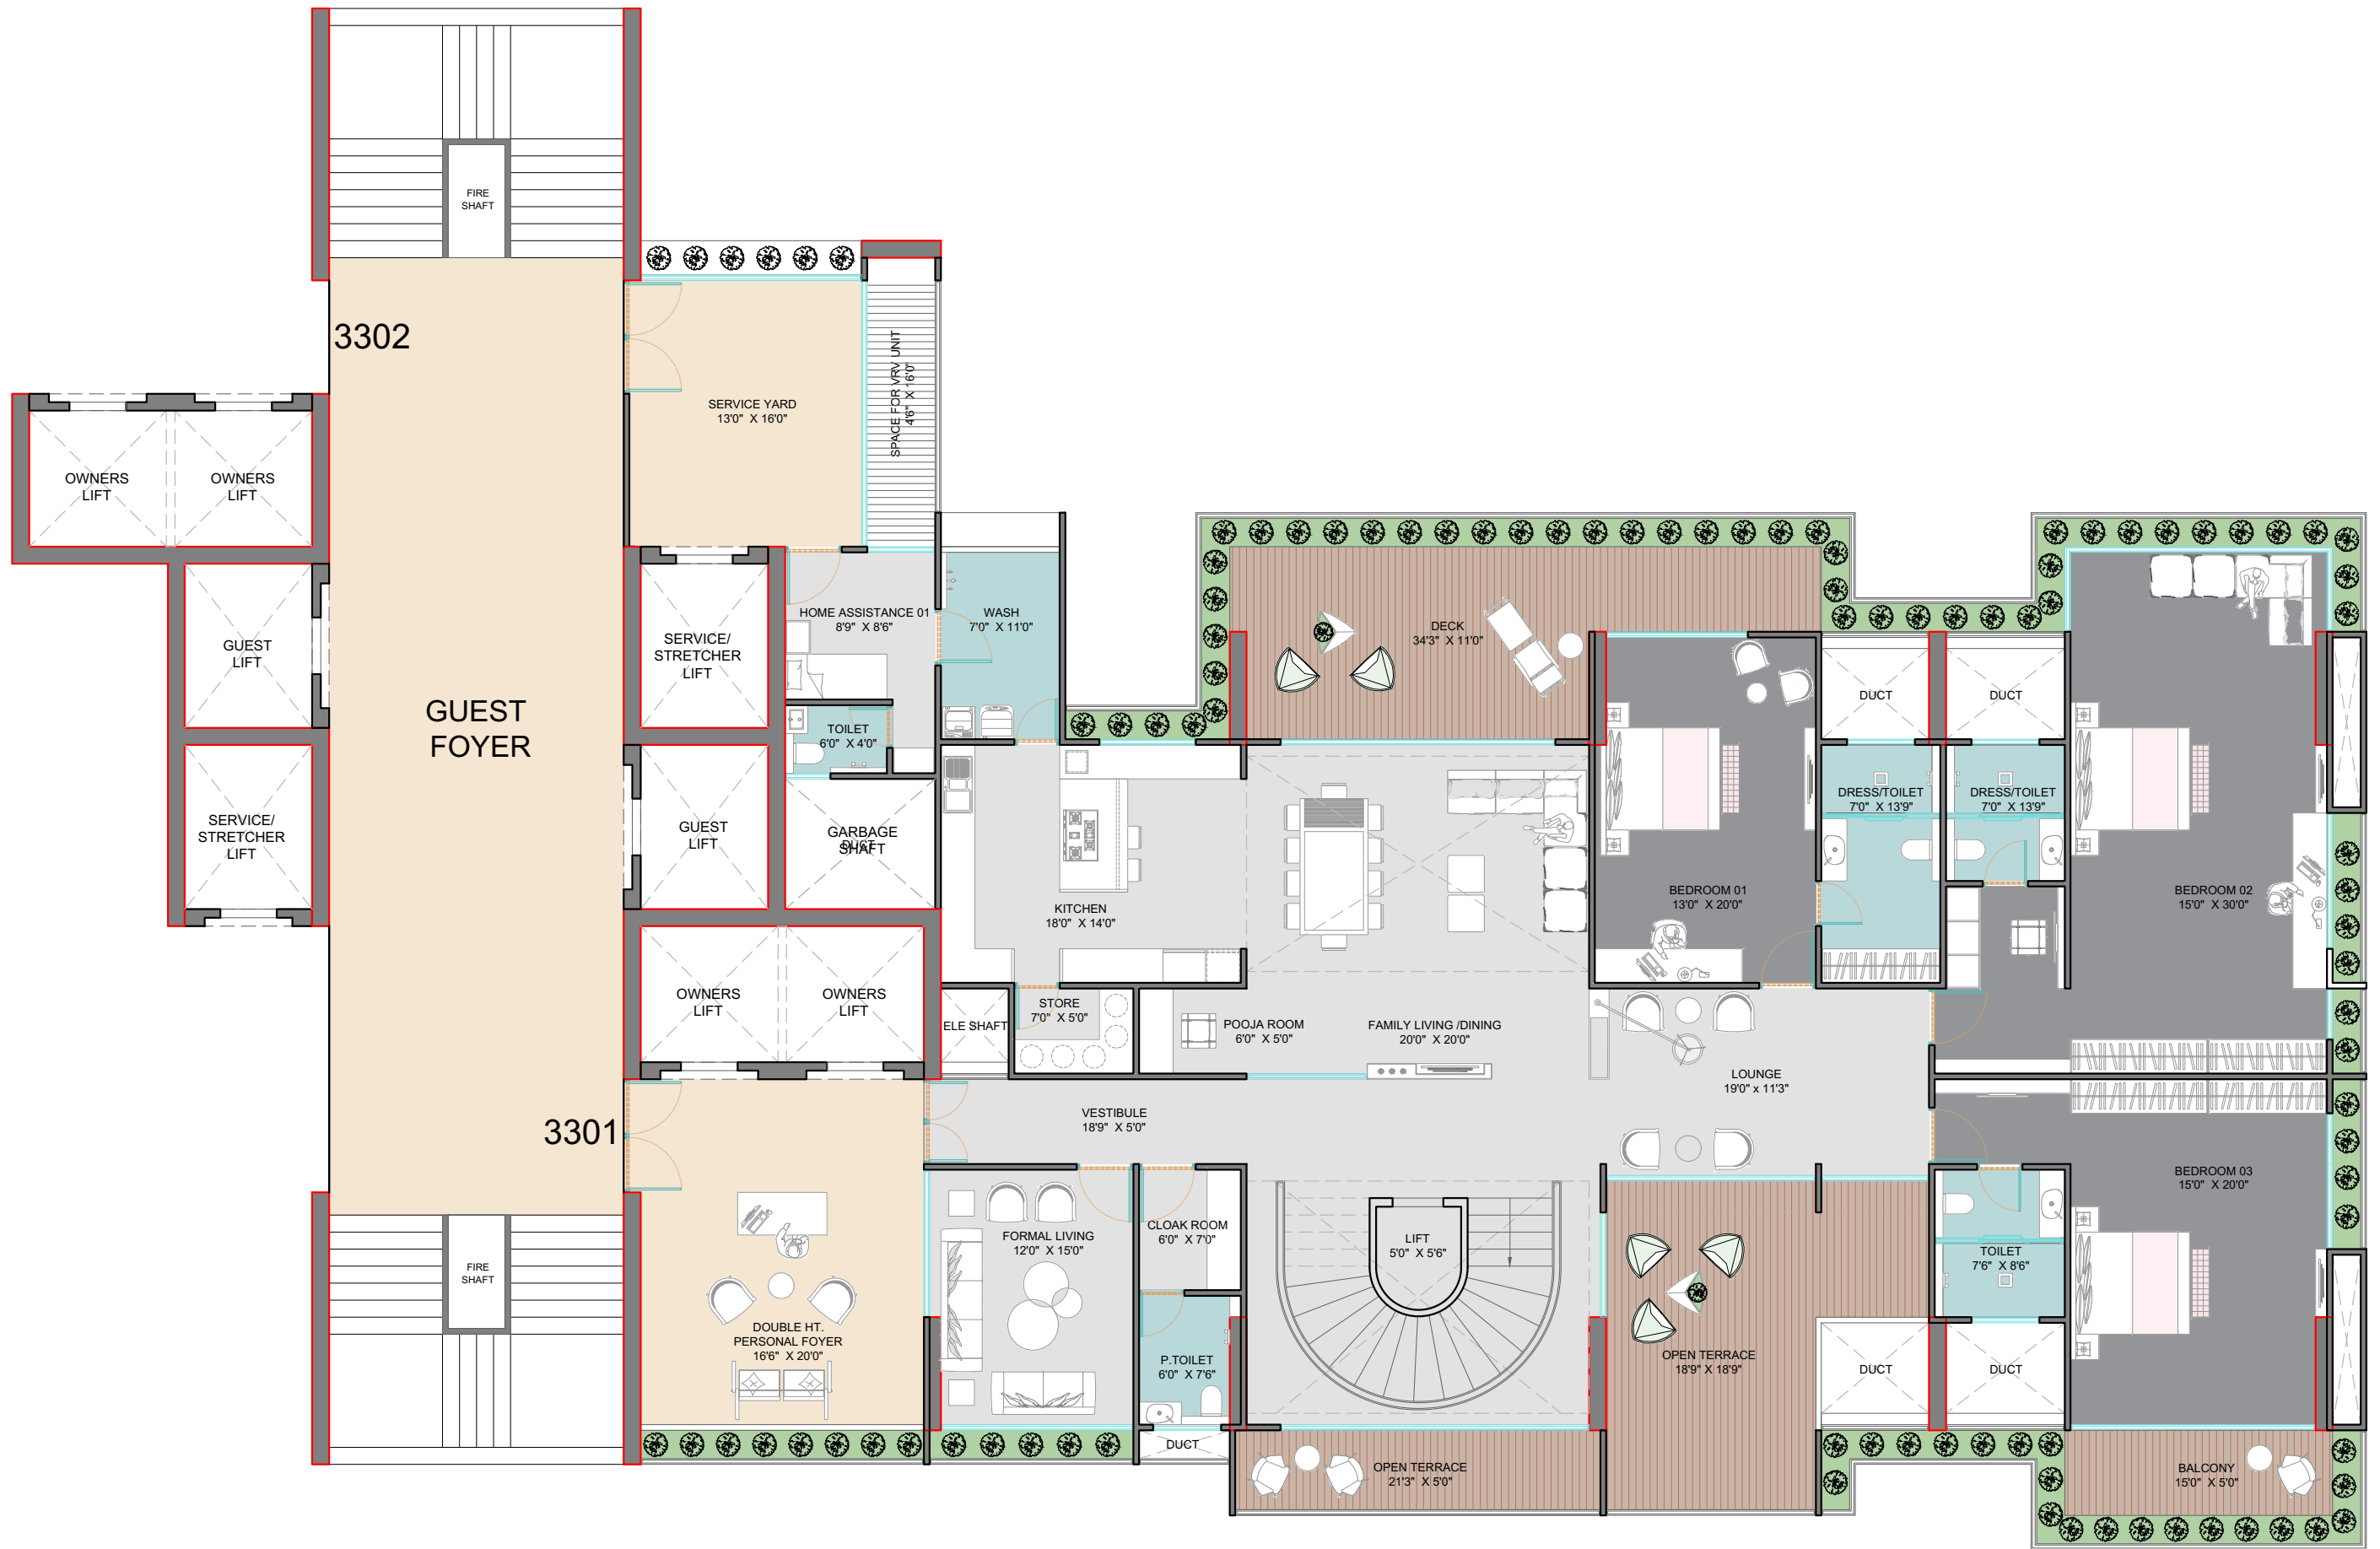 FIRE
SHAFT
3302
SERVICE YARD
13'0" X 16'0"
SPACE FOR VRV UNIT
4'6" X 16'0"
OWNERS
LIFT
OWNERS
LIFT
GUEST
LIFT
SERVICE/
STRETCHER
LIFT
HOME ASSISTANCE 01
8'9" X 8'6"
WASH
7'0" X 11'0"
DECK
34'3" X 11'0"
DUCT
DUCT
GUEST
FOYER
TOILET
6'0" X 4'0"
SERVICE/
STRETCHER
LIFT
GUEST
LIFT
GARBAGE
SHAFT
DUCT
DRESS/TOILET
7'0" X 13'9"
DRESS/TOILET
7'0" X 13'9"
KITCHEN
18'0" X 14'0"
BEDROOM 01
13'0" X 20'0"
BEDROOM 02
15'0" X 30'0"
OWNERS
LIFT
OWNERS
LIFT
ELE SHAFT
STORE
7'0" X 5'0"
POOJA ROOM
6'0" X 5'0"
FAMILY LIVING /DINING
20'0" X 20'0"
LOUNGE
19'0" x 11'3"
3301
VESTIBULE
18'9" X 5'0"
BEDROOM 03
15'0" X 20'0"
FIRE
SHAFT
FORMAL LIVING
12'0" X 15'0"
CLOAK ROOM
6'0" X 7'0"
LIFT
5'0" X 5'6"
TOILET
7'6" X 8'6"
DOUBLE HT.
PERSONAL FOYER
16'6" X 20'0"
P.TOILET
6'0" X 7'6"
OPEN TERRACE
18'9" X 18'9"
DUCT
DUCT
DUCT
OPEN TERRACE
21'3" X 5'0"
BALCONY
15'0" X 5'0"